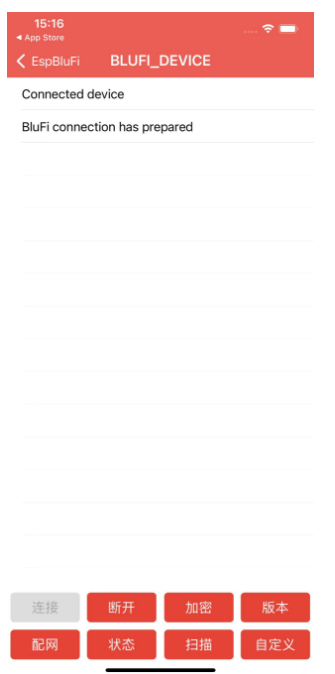 15:16
◀ App Store
EspBluFi
BLUFI_DEVICE
Connected device
BluFi connection has prepared
连接 断开 加密 版本
配网 状态 扫描 自定义